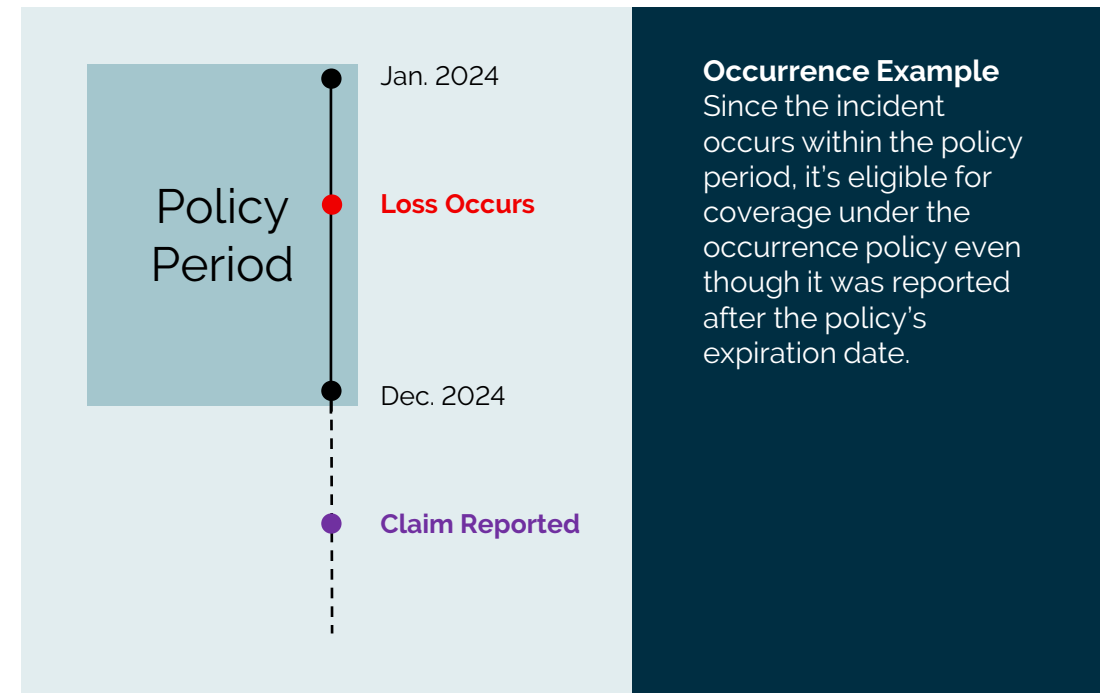 Jan. 2024
Policy
Period
Loss Occurs
Dec. 2024
Claim Reported
Occurrence Example
Since the incident
occurs within the policy
period, it’s eligible for
coverage under the
occurrence policy even
though it was reported
after the policy’s
expiration date.